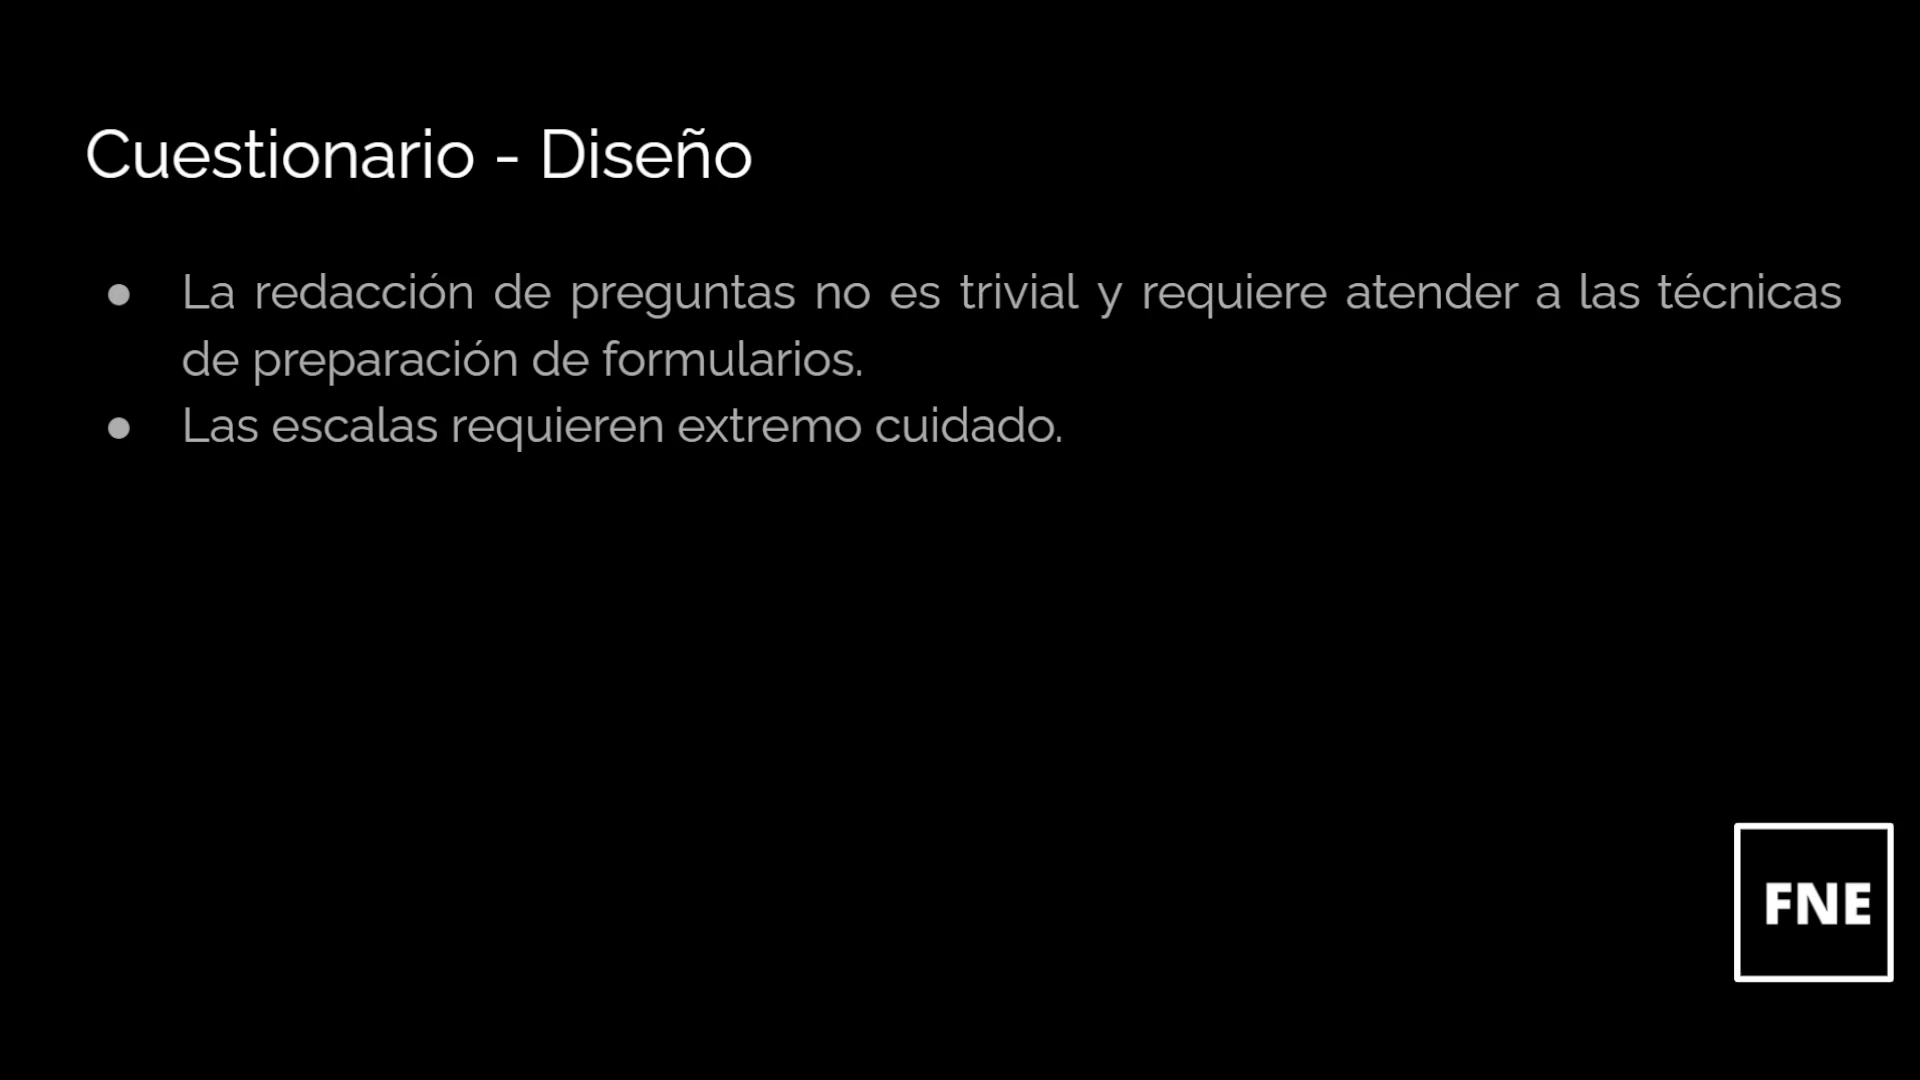 Cuestionario - Diseño
● La redacción de preguntas no es trivial y requiere atender a las técnicas
de preparación de formularios.
● Las escalas requieren extremo cuidado.
FNE